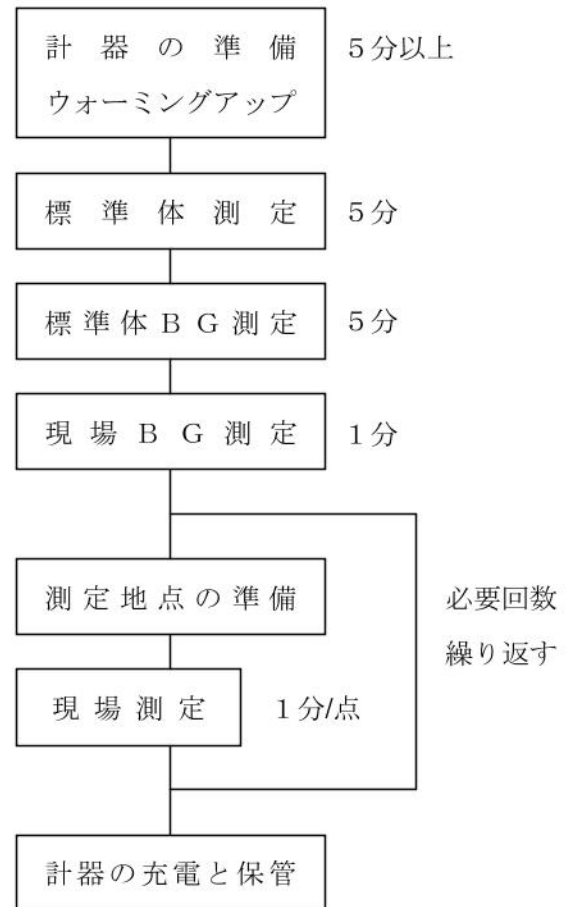 計器の準備 5分以上
ウォーミングアップ
標準体測定 5分
標準体BG測定 5分
現場BG測定 1分
測定地点の準備
必要回数
繰り返す
現場測定 1分/点
計器の充電と保管